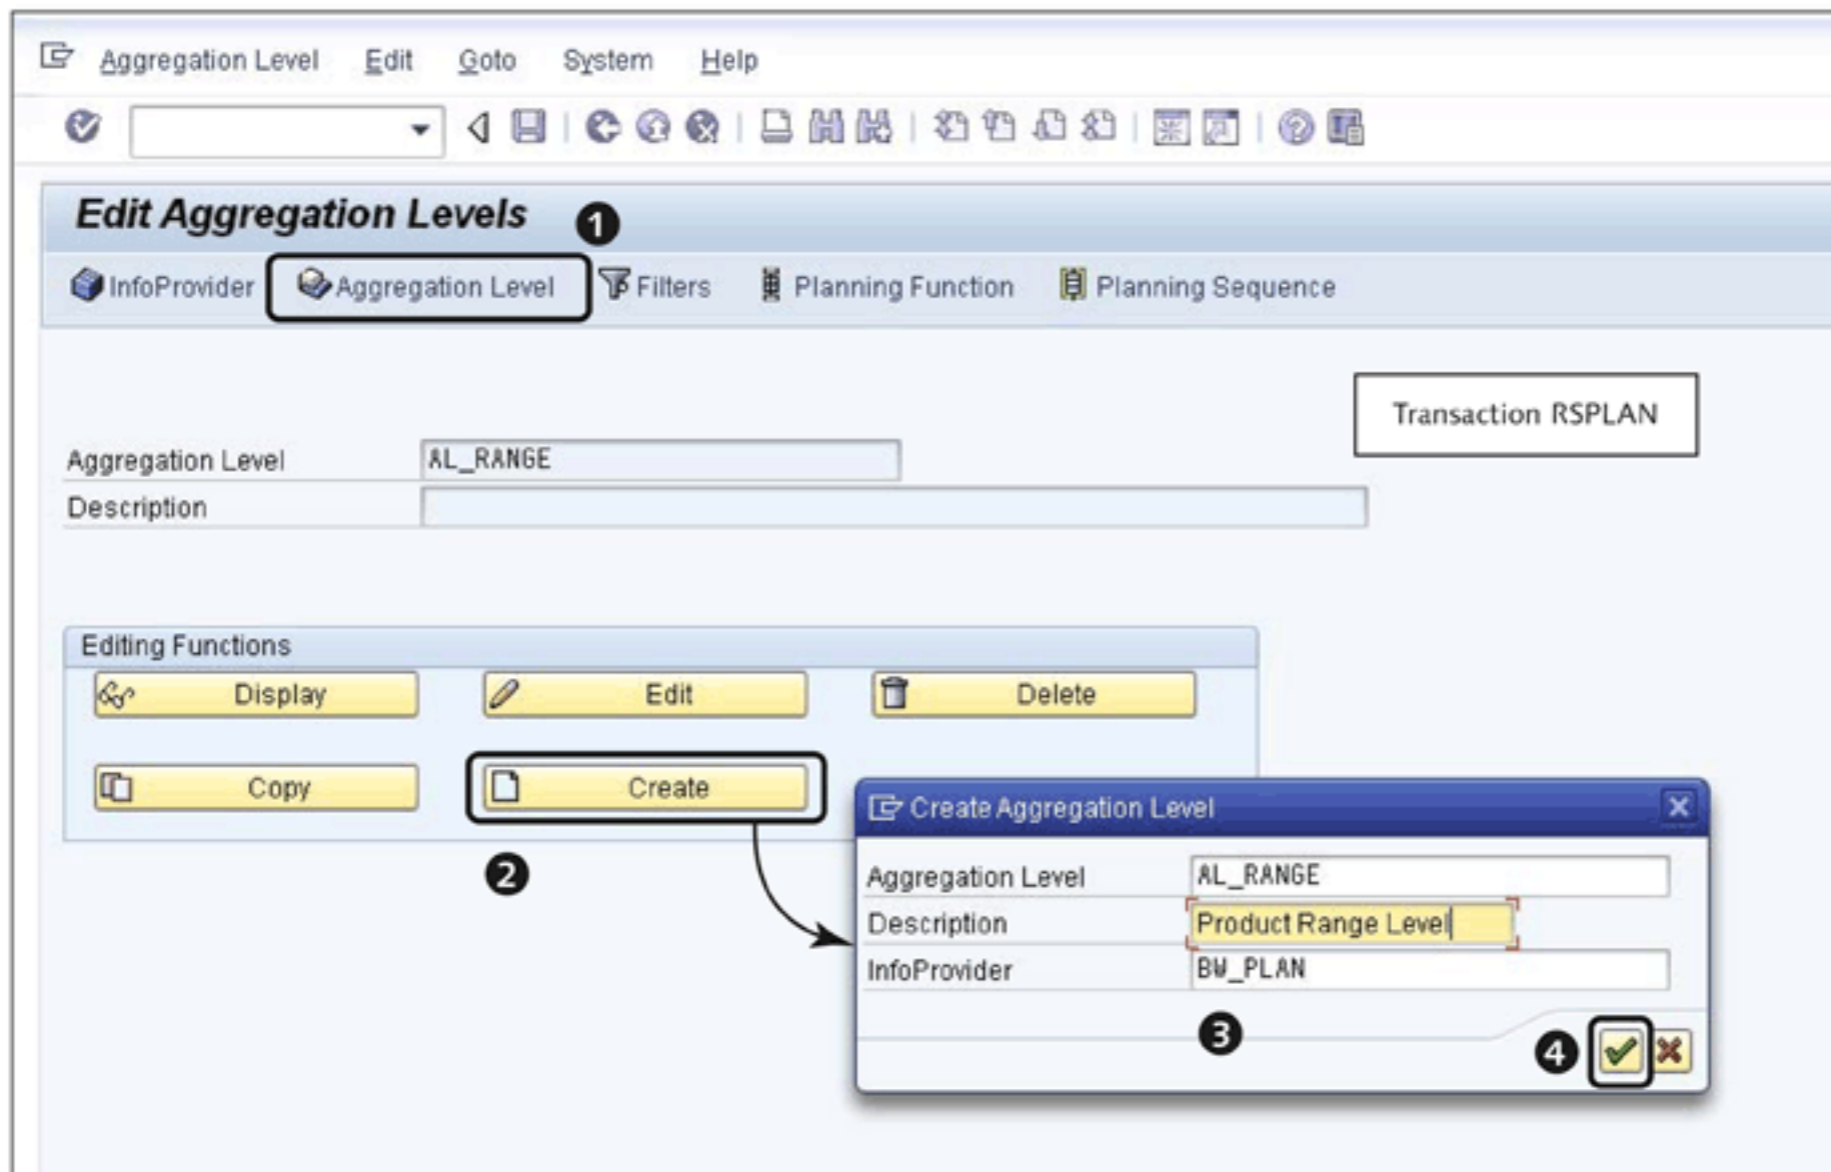 Aggregation Level Edit Goto System Help
Edit Aggregation Levels 1
InfoProvider Aggregation Level Filters Planning Function Planning Sequence
Transaction RSPLAN
Aggregation Level AL_RANGE
Description
Editing Functions
Display Edit Delete
Copy Create
2
Create Aggregation Level
Aggregation Level AL_RANGE
Description Product Range Level
InfoProvider BW_PLAN
3
4